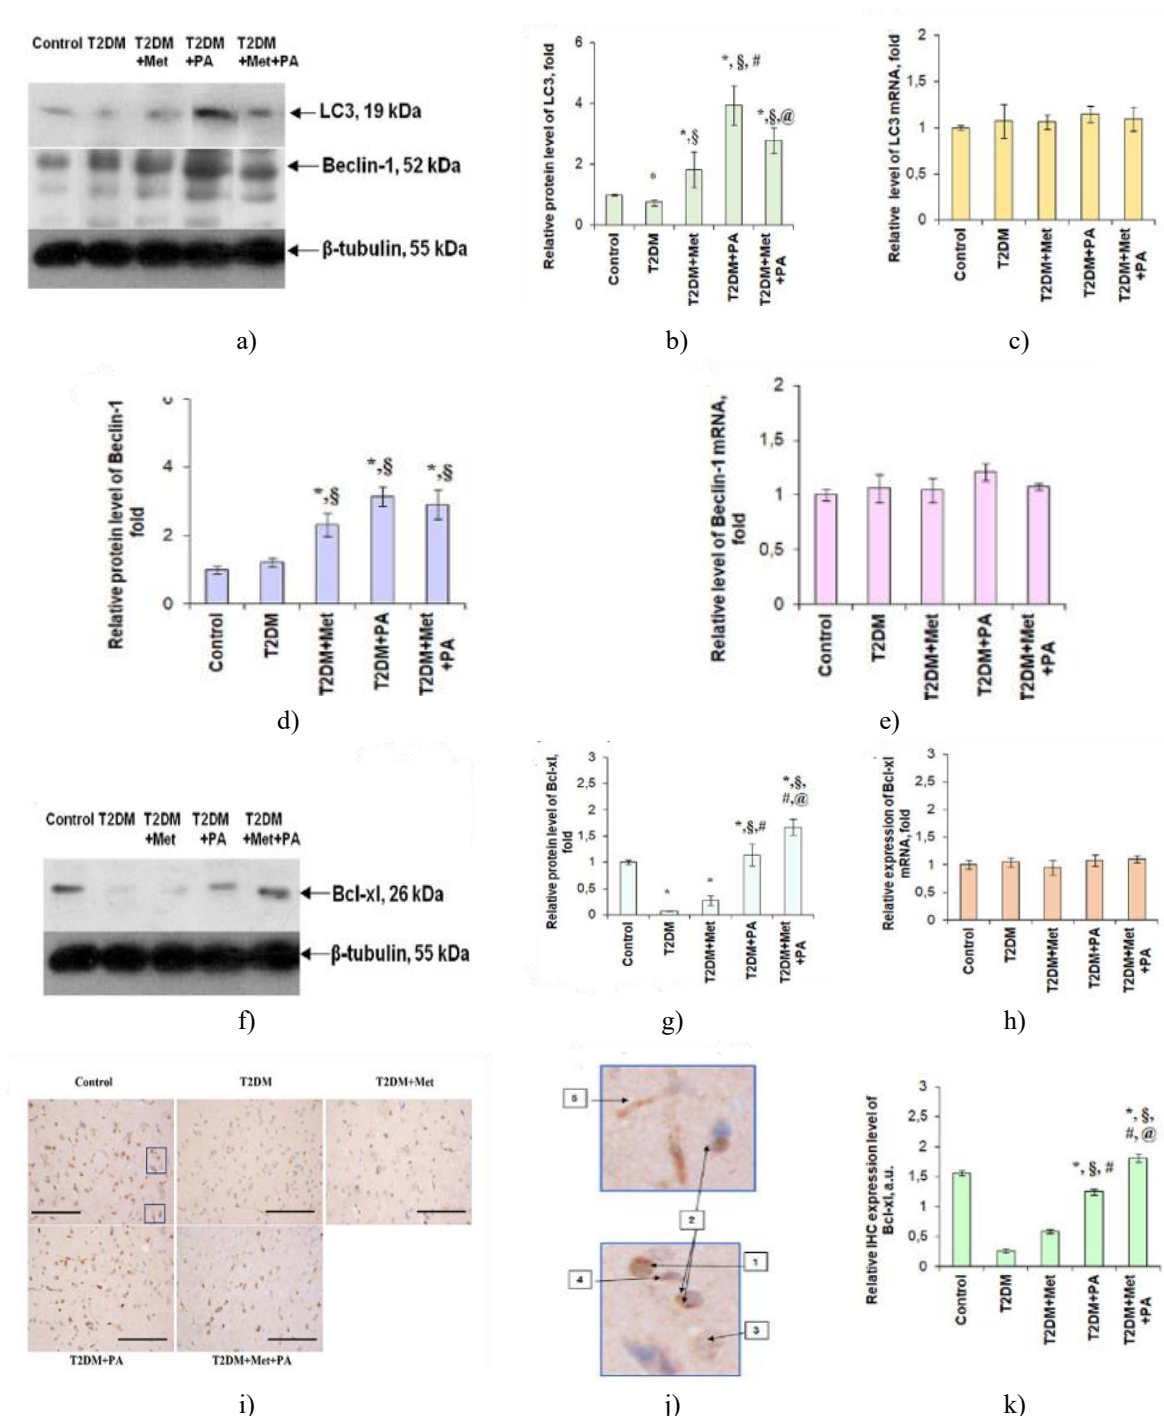 Control T2DM T2DM T2DM T2DM
+Met +PA +Met+PA
LC3, 19 kDa
Beclin-1, 52 kDa
β-tubulin, 55 kDa
a)
Relative protein level of LC3, fold
6
4
2
0
*
*,§
*, §, #
*,§,@
Control
T2DM
T2DM+Met
T2DM+PA
T2DM+Met
+PA
b)
Relative level of LC3 mRNA, fold
2
1,5
1
0,5
0
Control
T2DM
T2DM+Met
T2DM+PA
T2DM+Met
+PA
c)
Relative protein level of Beclin-1
fold
4
2
0
*,§
*,§
*,§
Control
T2DM
T2DM+Met
T2DM+PA
T2DM+Met
+PA
d)
Relative level of Beclin-1 mRNA,
fold
2
1,5
1
0,5
0
Control
T2DM
T2DM+Met
T2DM+PA
T2DM+Met
+PA
e)
Control T2DM T2DM T2DM T2DM
+Met +PA +Met+PA
Bcl-xl, 26 kDa
β-tubulin, 55 kDa
f)
Relative protein level of Bcl-xl,
fold
3
2,5
2
1,5
1
0,5
0
*
*
*,§,#
*,§,
#,@
Control
T2DM
T2DM+Met
T2DM+PA
T2DM+Met
+PA
g)
Relative expression of Bcl-xl
mRNA, fold
3
2,5
2
1,5
1
0,5
0
Control
T2DM
T2DM+Met
T2DM+PA
T2DM+Met
+PA
h)
Control T2DM T2DM+Met
T2DM+PA T2DM+Met+PA
i)
5
2
1
4
3
j)
Relative IHC expression level of
Bcl-xl, a.u.
3
2,5
2
1,5
1
0,5
0
*, §, #
*, §,
#, @
Control
T2DM
T2DM+Met
T2DM+PA
T2DM+Met
+PA
k)